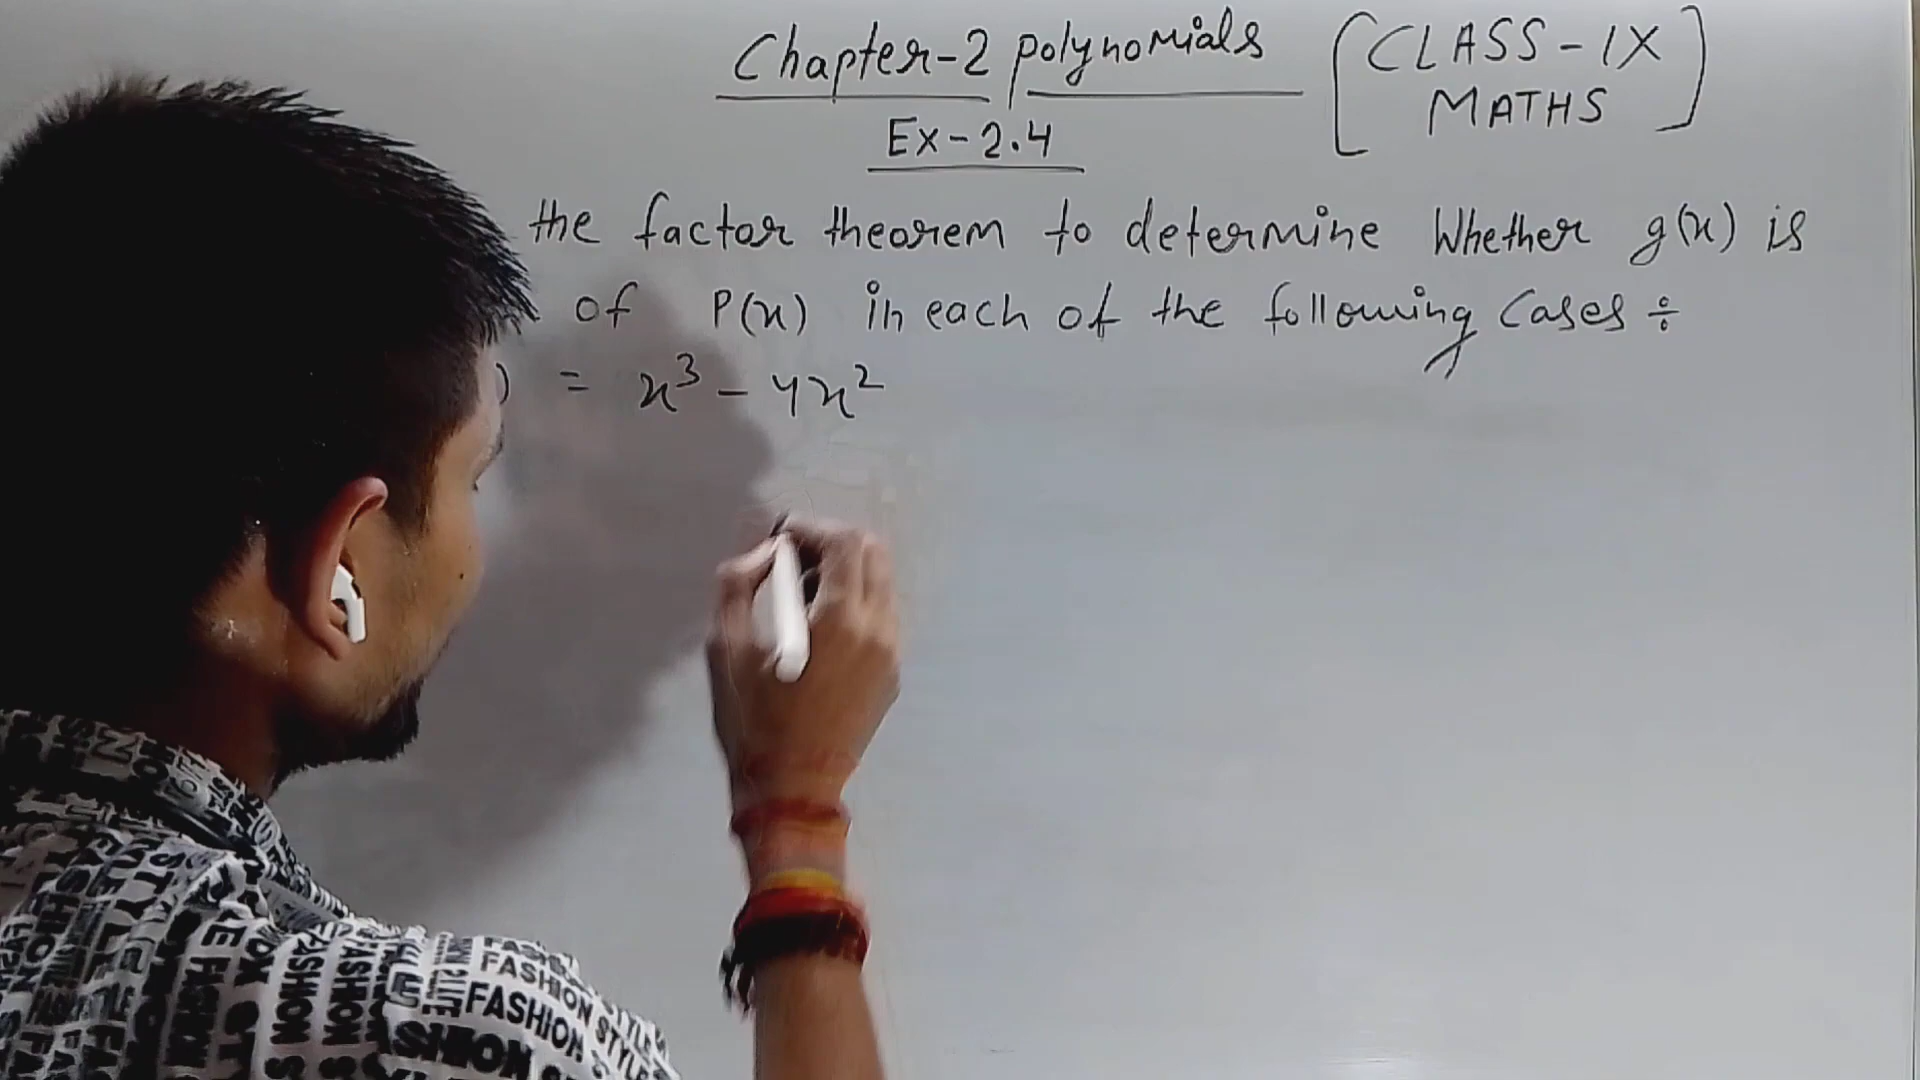 Chapter-2 polynomials [CLASS-IX
MATHS]
Ex-2.4
the factor theorem to determine Whether g(x) is
of P(x) in each of the following Cases ÷
) = x³ - 4x²
FASHION STYLE
FASHION STYLE
FASHION